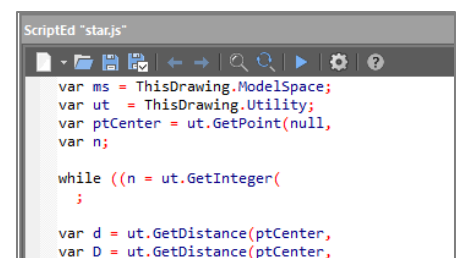 ScriptEd "star.js"
var ms = ThisDrawing.ModelSpace;
var ut  = ThisDrawing.Utility;
var ptCenter = ut.GetPoint(null,
var n;
while ((n = ut.GetInteger(
;
var d = ut.GetDistance(ptCenter,
var D = ut.GetDistance(ptCenter,